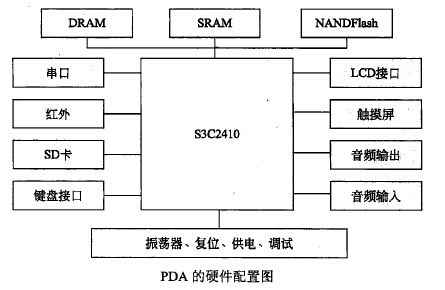 DRAM
SRAM
NANDFlash
串口
LCD接口
红外
S3C2410
触摸屏
SD卡
音频输出
键盘接口
音频输入
振荡器、复位、供电、调试
PDA 的硬件配置图